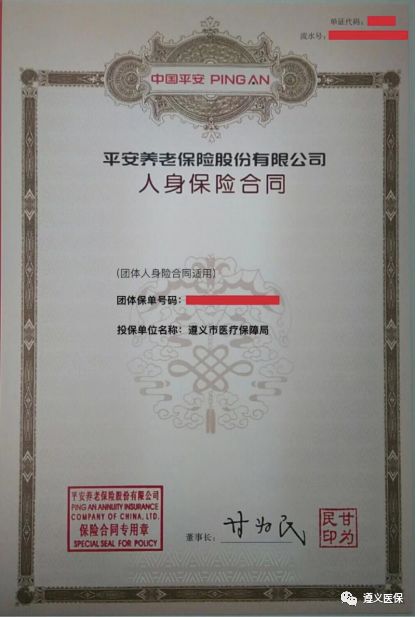 单证代码：
流水号：
中国平安 PING AN
平安养老保险股份有限公司
人身保险合同
（团体人身险合同适用）
团体保单号码：
投保单位名称：遵义市医疗保障局
平安养老保险股份有限公司
PING AN ANNUITY INSURANCE
COMPANY OF CHINA, LTD.
保险合同专用章
SPECIAL SEAL FOR POLICY
董事长：甘为民
甘为民印
遵义医保